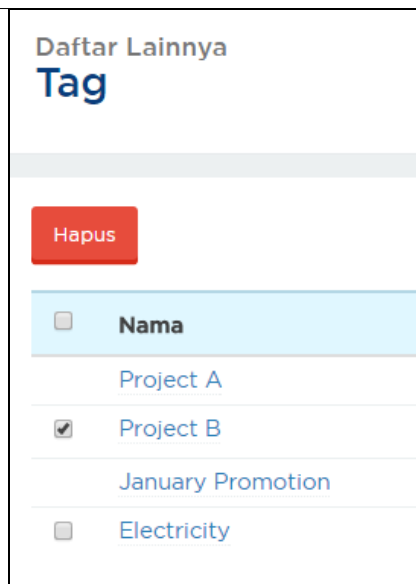 Daftar Lainnya
Tag
Hapus
Nama
Project A
Project B
January Promotion
Electricity